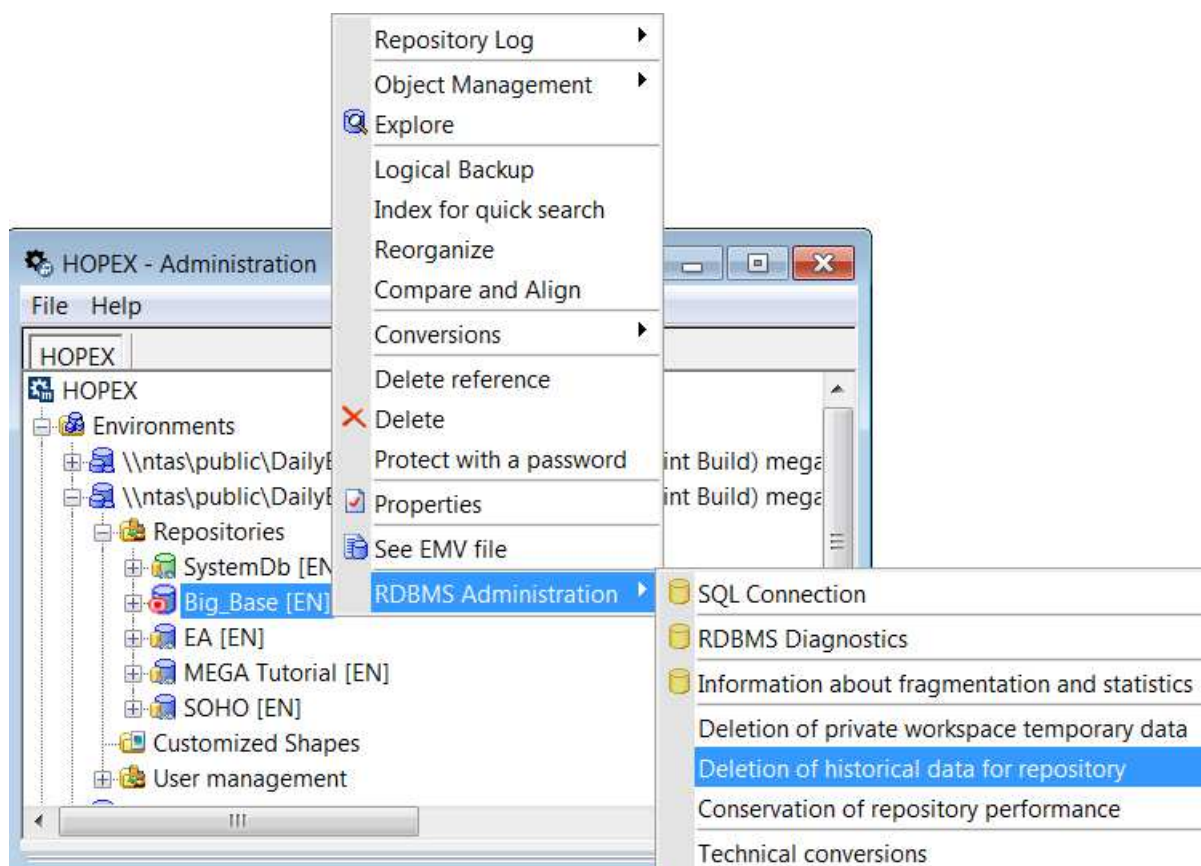 Repository Log
Object Management
Explore
Logical Backup
Index for quick search
Reorganize
Compare and Align
Conversions
Delete reference
Delete
Protect with a password
Properties
See EMV file
RDBMS Administration
HOPEX - Administration
File Help
HOPEX
HOPEX
Environments
\\ntas\public\DailyB int Build) mega
\\ntas\public\DailyB int Build) mega
Repositories
SystemDb [EN
Big_Base [EN]
EA [EN]
MEGA Tutorial [EN]
SOHO [EN]
Customized Shapes
User management
SQL Connection
RDBMS Diagnostics
Information about fragmentation and statistics
Deletion of private workspace temporary data
Deletion of historical data for repository
Conservation of repository performance
Technical conversions